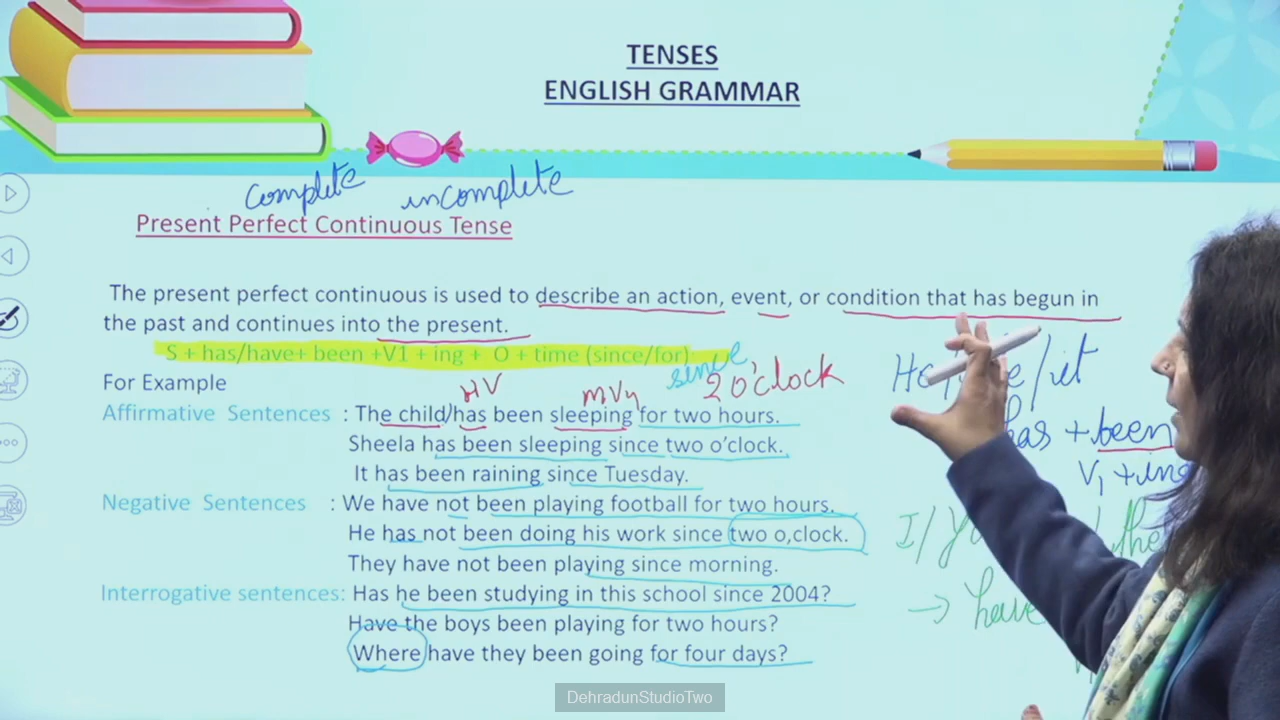 TENSES
ENGLISH GRAMMAR
complete incomplete
Present Perfect Continuous Tense
The present perfect continuous is used to describe an action, event, or condition that has begun in
the past and continues into the present.
S + has/have+ been +V1 + ing + O + time (since/for)
since
2 o'clock
For Example
HV
Affirmative Sentences : The child/has been sleeping for two hours.
Sheela has been sleeping since two o'clock.
It has been raining since Tuesday.
Negative Sentences : We have not been playing football for two hours.
He has not been doing his work since two o,clock.
They have not been playing since morning.
Interrogative sentences: Has he been studying in this school since 2004?
Have the boys been playing for two hours?
Where have they been going for four days?
/it
has + been
V1 + ing
I/
→ have
DehradunStudioTwo